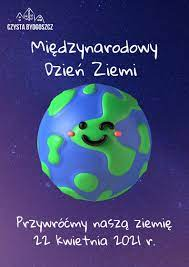 CZYSTA BYDGOSZCZ
Międzynarodowy
Dzień Ziemi
Przywróćmy naszą ziemię
22 kwietnia 2021 r.